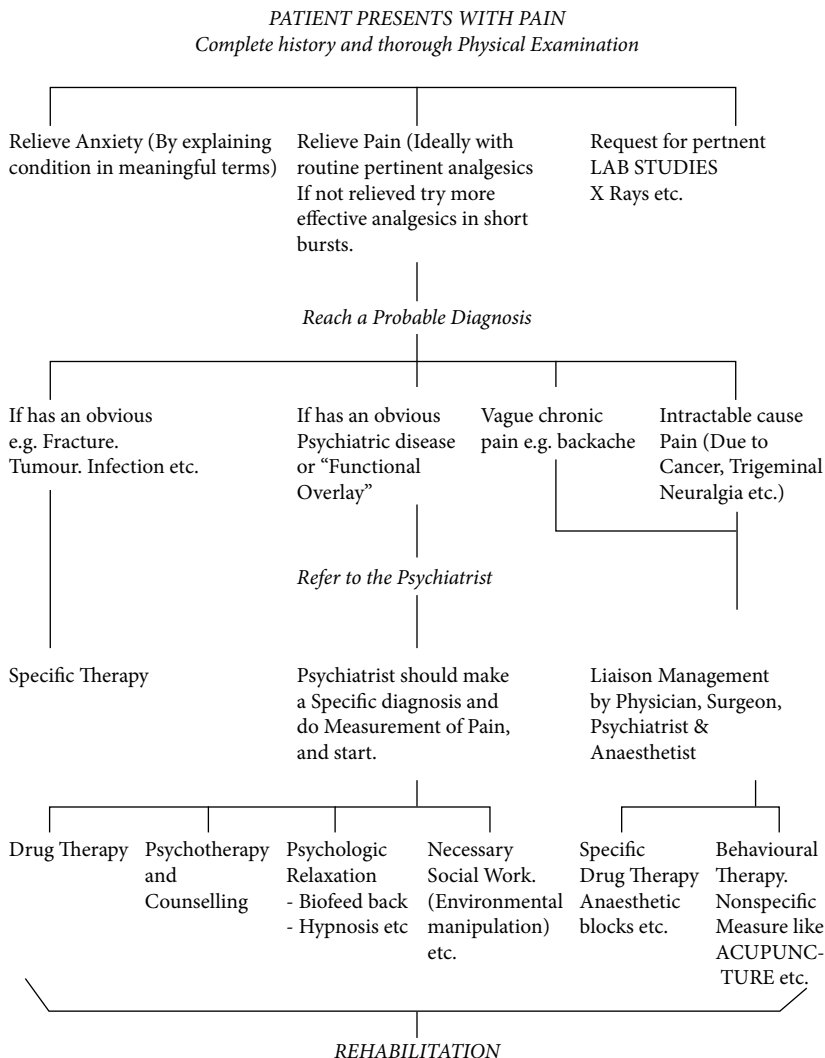 PATIENT PRESENTS WITH PAIN
Complete history and thorough Physical Examination
Relieve Anxiety (By explaining
condition in meaningful terms)
Relieve Pain (Ideally with
routine pertinent analgesics
If not relieved try more
effective analgesics in short
bursts.
Request for pertnent
LAB STUDIES
X Rays etc.
Reach a Probable Diagnosis
If has an obvious
e.g. Fracture.
Tumour. Infection etc.
If has an obvious
Psychiatric disease
or “Functional
Overlay”
Vague chronic
pain e.g. backache
Intractable cause
Pain (Due to
Cancer, Trigeminal
Neuralgia etc.)
Refer to the Psychiatrist
Specific Therapy
Psychiatrist should make
a Specific diagnosis and
do Measurement of Pain,
and start.
Liaison Management
by Physician, Surgeon,
Psychiatrist &
Anaesthetist
Drug Therapy
Psychotherapy
and
Counselling
Psychologic
Relaxation
- Biofeed back
- Hypnosis etc
Necessary
Social Work.
(Environmental
manipulation)
etc.
Specific
Drug Therapy
Anaesthetic
blocks etc.
Behavioural
Therapy.
Nonspecific
Measure like
ACUPUNC-
TURE etc.
REHABILITATION